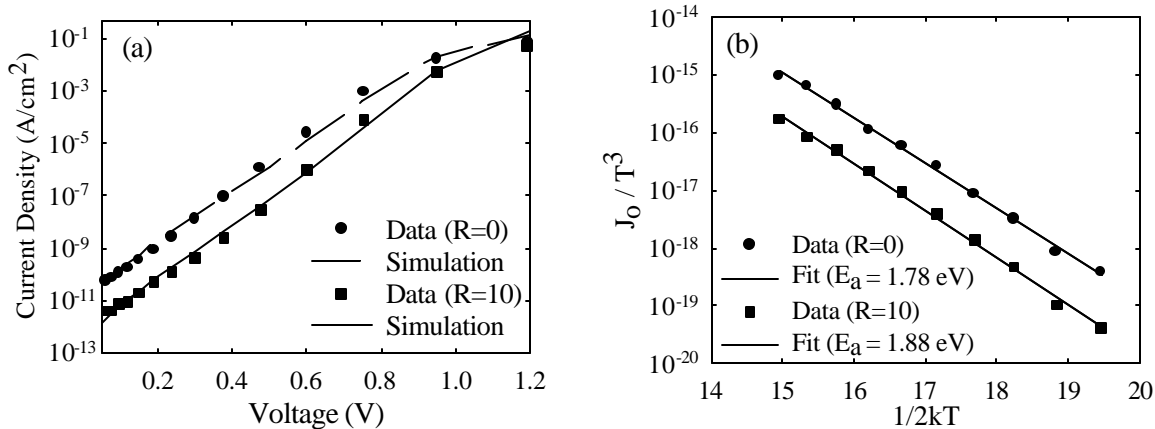 (a)
10^-1
10^-3
10^-5
10^-7
10^-9
10^-11
10^-13
Current Density (A/cm^2)
Data (R=0)
Simulation
Data (R=10)
Simulation
0.2 0.4 0.6 0.8 1.0 1.2
Voltage (V)
(b)
10^-14
10^-15
10^-16
10^-17
10^-18
10^-19
10^-20
J_o / T^3
Data (R=0)
Fit (E_a = 1.78 eV)
Data (R=10)
Fit (E_a = 1.88 eV)
14 15 16 17 18 19 20
1/2kT